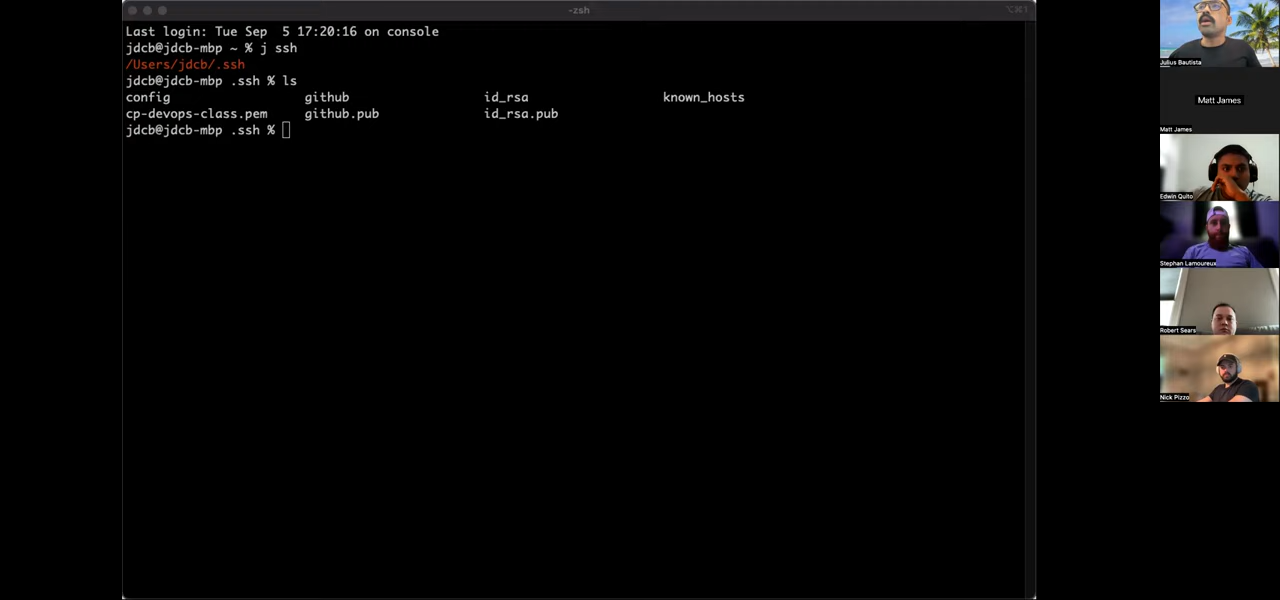 -zsh
⌥⌘1
Last login: Tue Sep  5 17:20:16 on console
jdcb@jdcb-mbp ~ % j ssh
/Users/jdcb/.ssh
jdcb@jdcb-mbp .ssh % ls
config github id_rsa known_hosts
cp-devops-class.pem github.pub id_rsa.pub
jdcb@jdcb-mbp .ssh %
Julius Bautista
Matt James
Matt James
Edwin Quito
Stephan Lamoureux
Robert Sears
Nick Pizzo